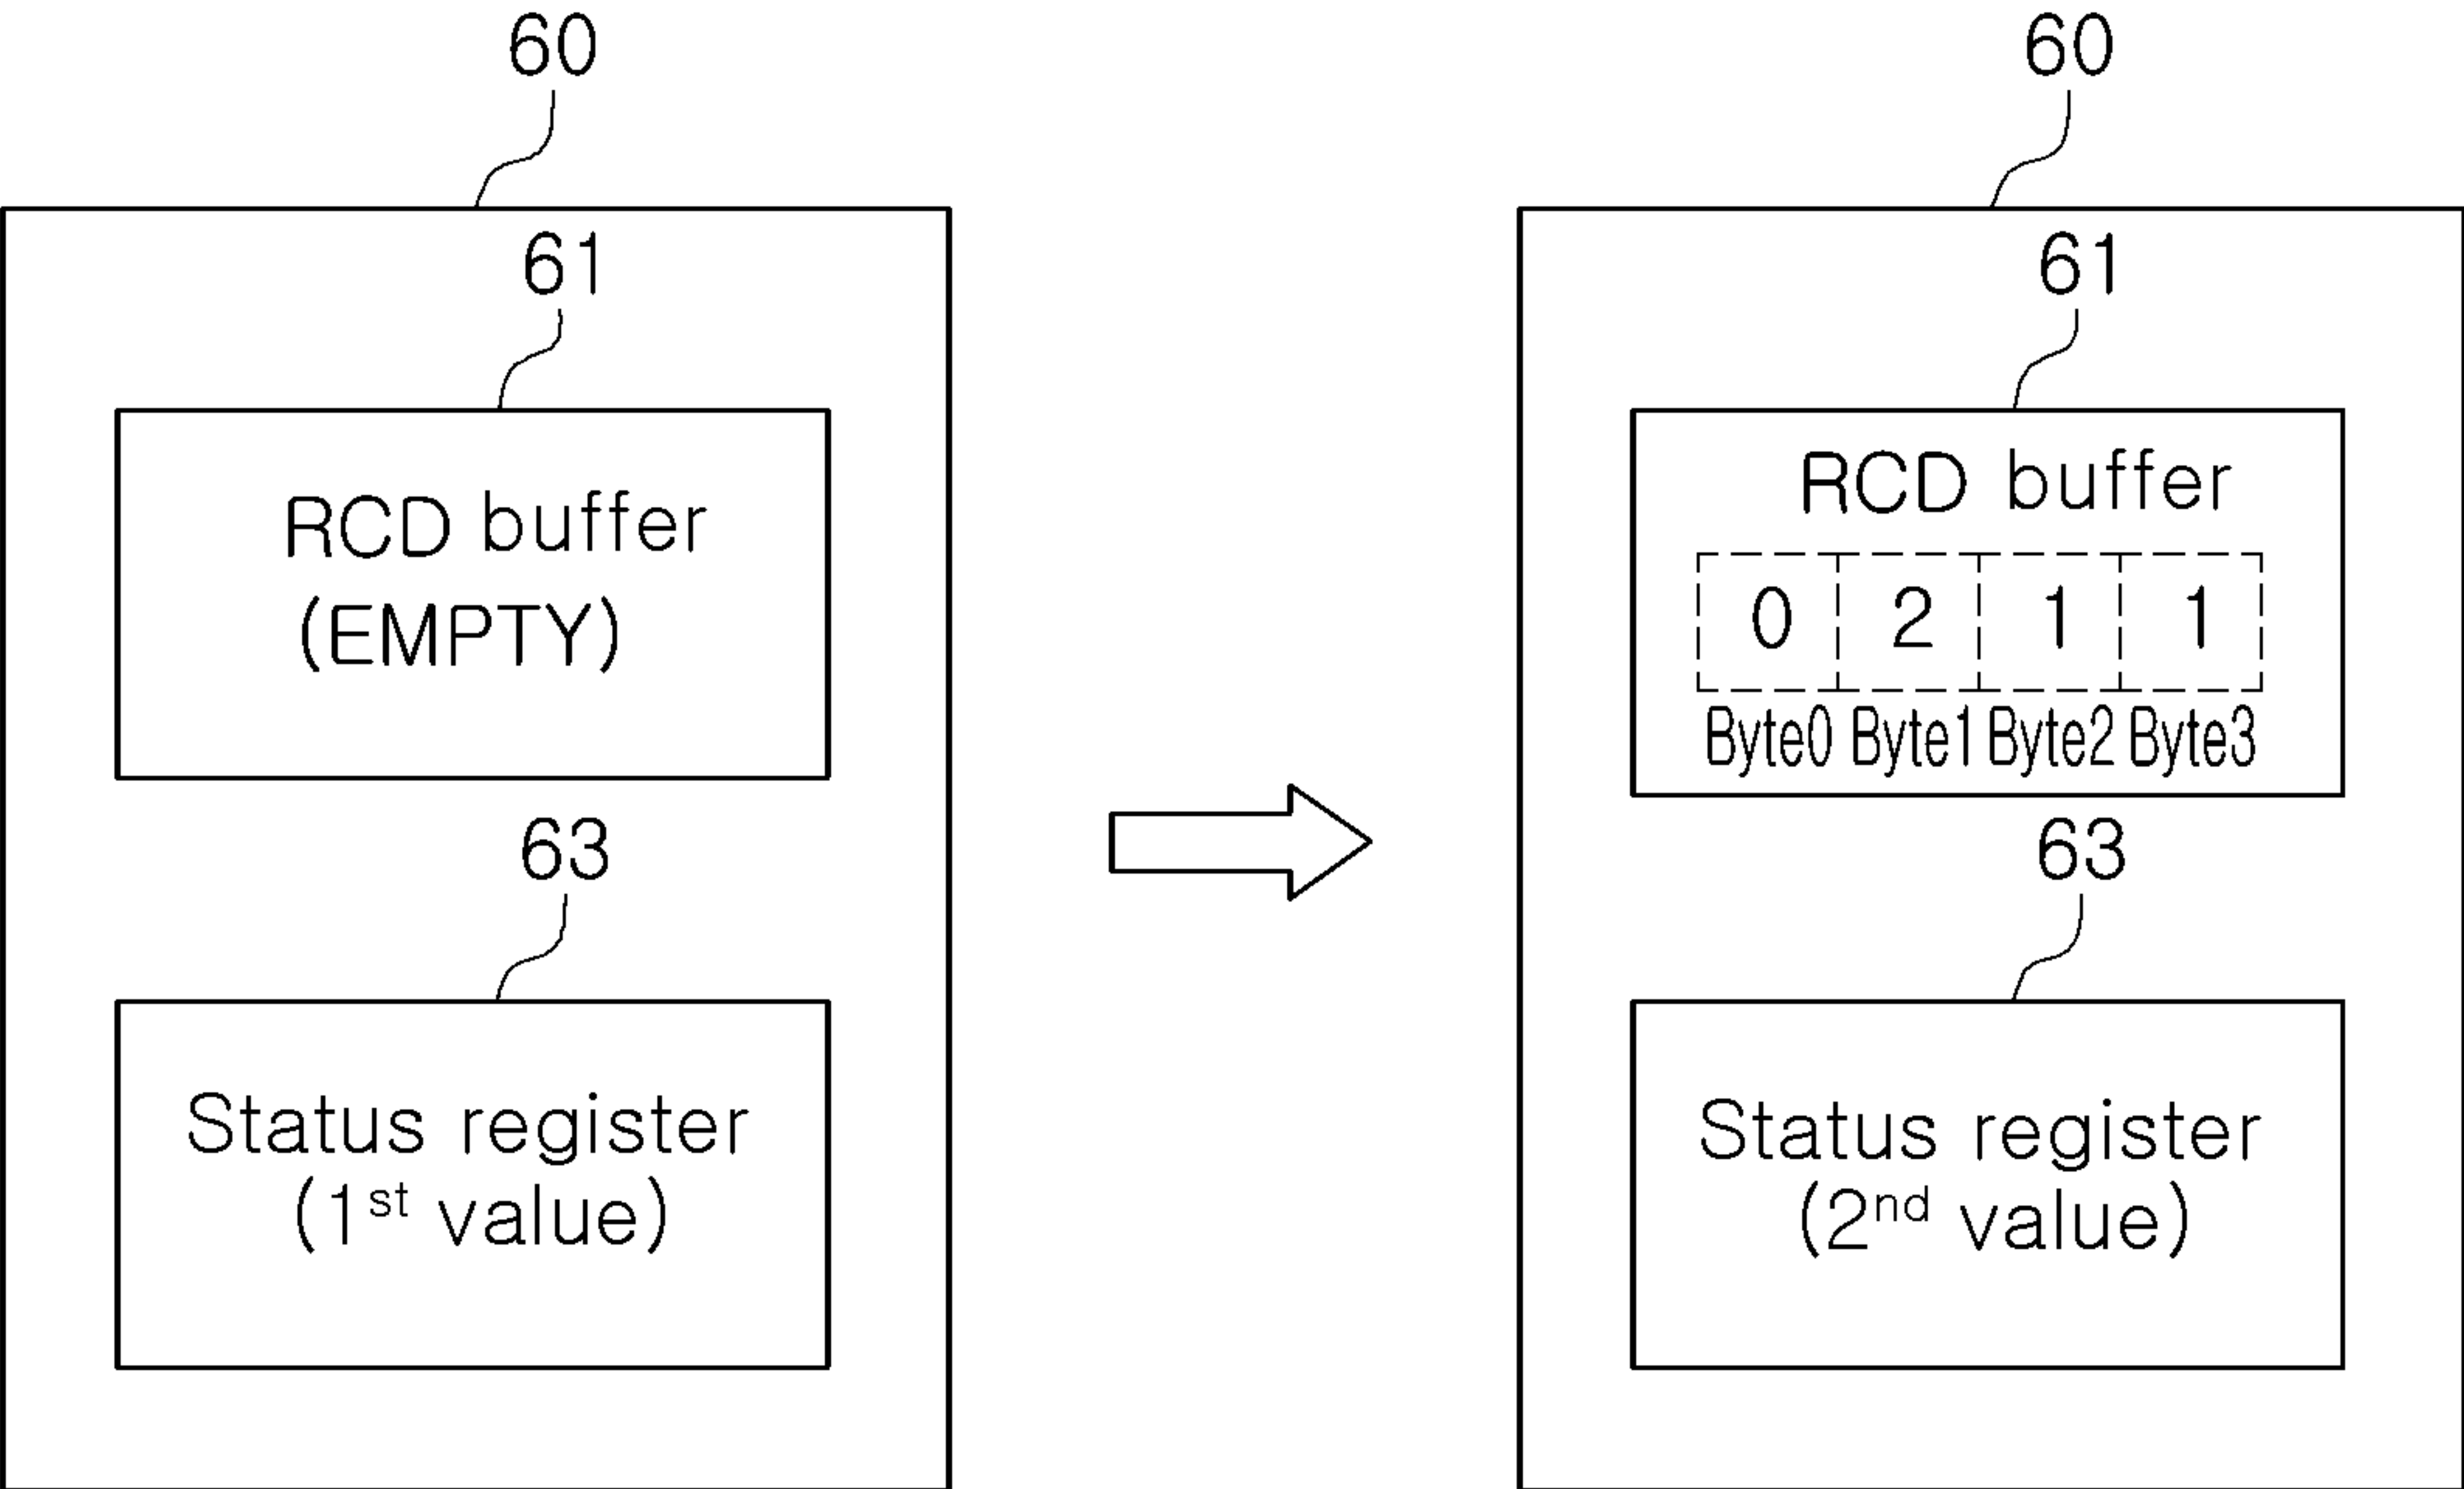 60
61
RCD buffer
(EMPTY)
63
Status register
(1st value)
60
61
RCD buffer
0 2 1 1
Byte0 Byte1 Byte2 Byte3
63
Status register
(2nd value)